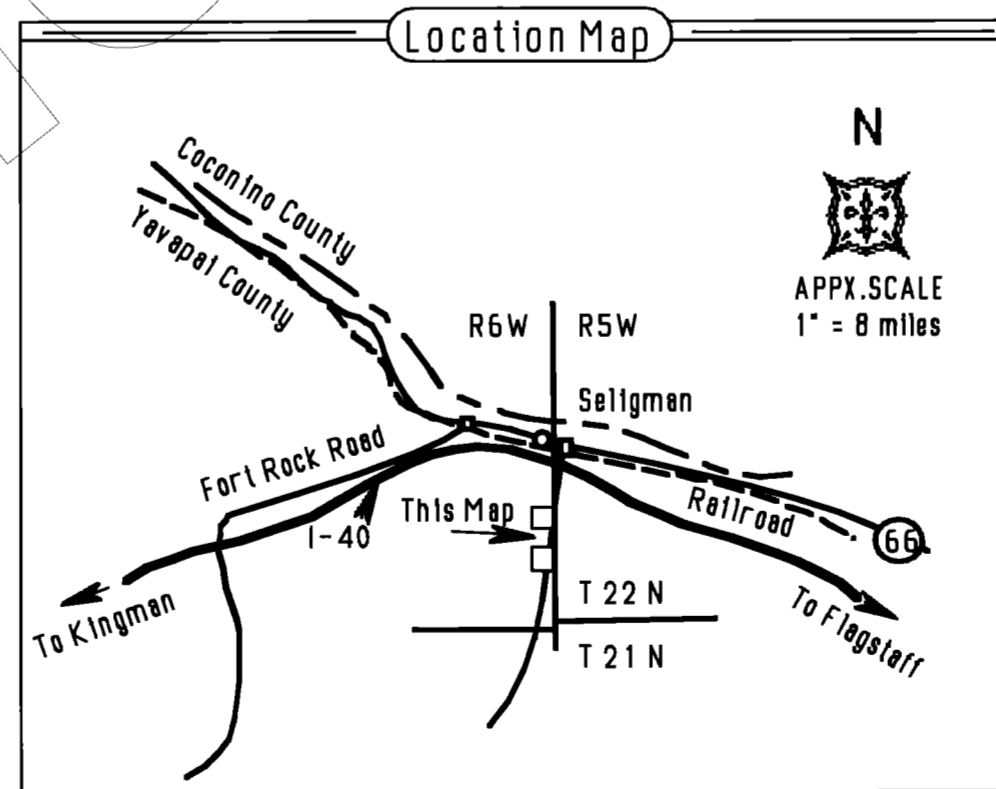 Location Map
N
Coconino County
Yavapai County
APPX.SCALE
1" = 8 miles
R6W
R5W
Seligman
Fort Rock Road
This Map
Railroad
I-40
66
To Kingman
T 22 N
To Flagstaff
T 21 N